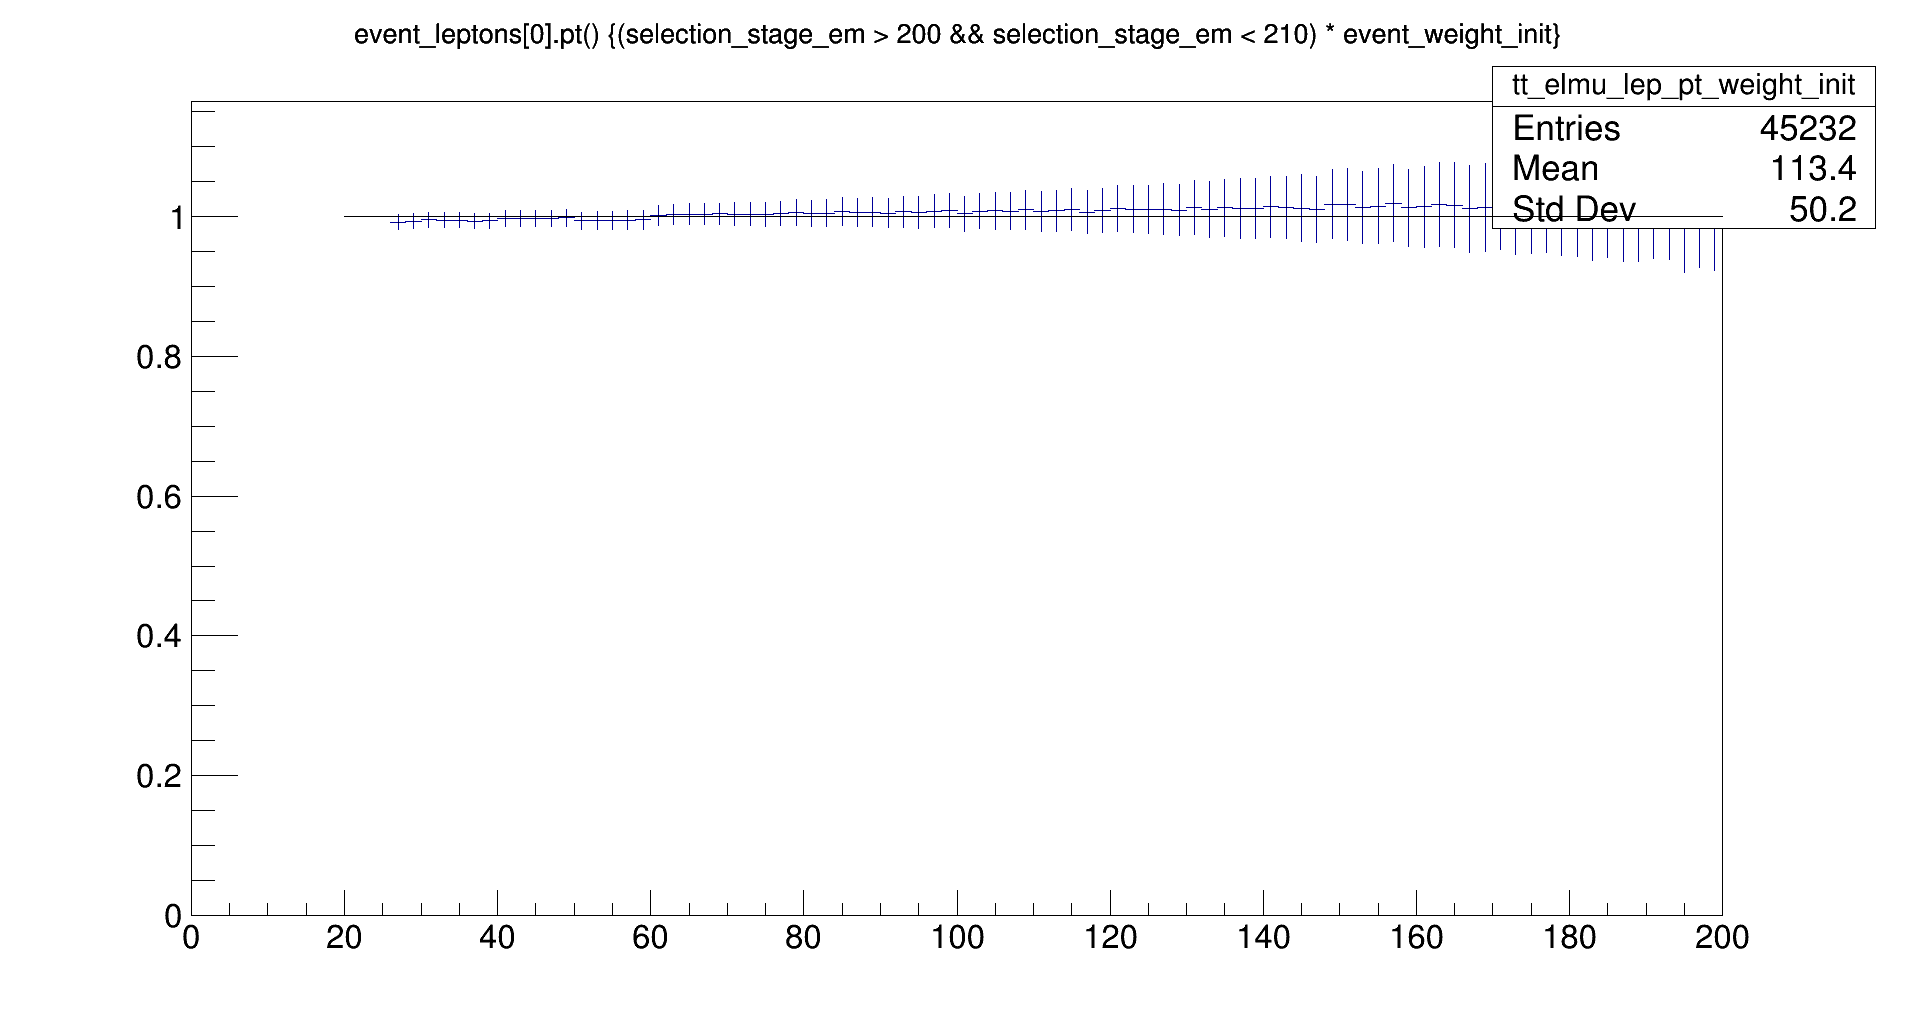 event_leptons[0].pt() {(selection_stage_em > 200 && selection_stage_em < 210) * event_weight_init}
tt_elmu_lep_pt_weight_init
Entries 45232
Mean 113.4
Std Dev 50.2
1
0.8
0.6
0.4
0.2
0
0 20 40 60 80 100 120 140 160 180 200